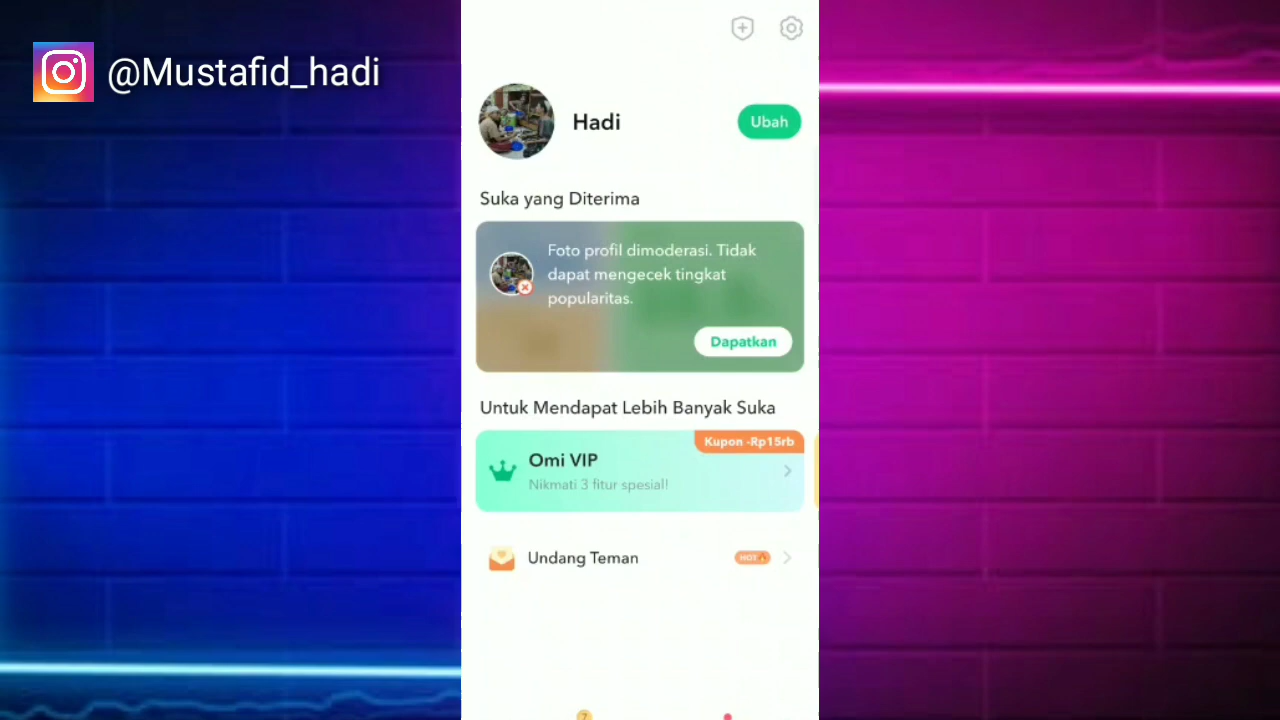 @Mustafid_hadi
Hadi
Ubah
Suka yang Diterima
Foto profil dimoderasi. Tidak
dapat mengecek tingkat
popularitas.
Dapatkan
Untuk Mendapat Lebih Banyak Suka
Kupon -Rp15rb
Omi VIP
Nikmati 3 fitur spesial!
Undang Teman
HOT
7